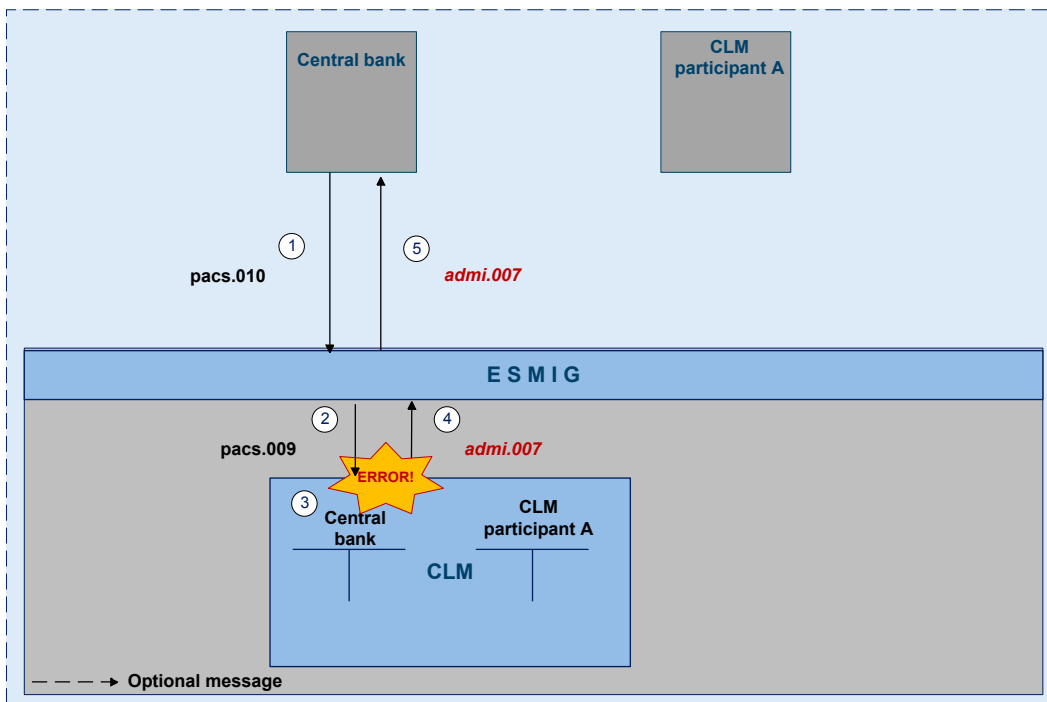 Central bank
CLM
participant A
1
5
pacs.010
admi.007
E S M I G
2
4
pacs.009
admi.007
ERROR!
3
Central
bank
CLM
participant A
CLM
Optional message